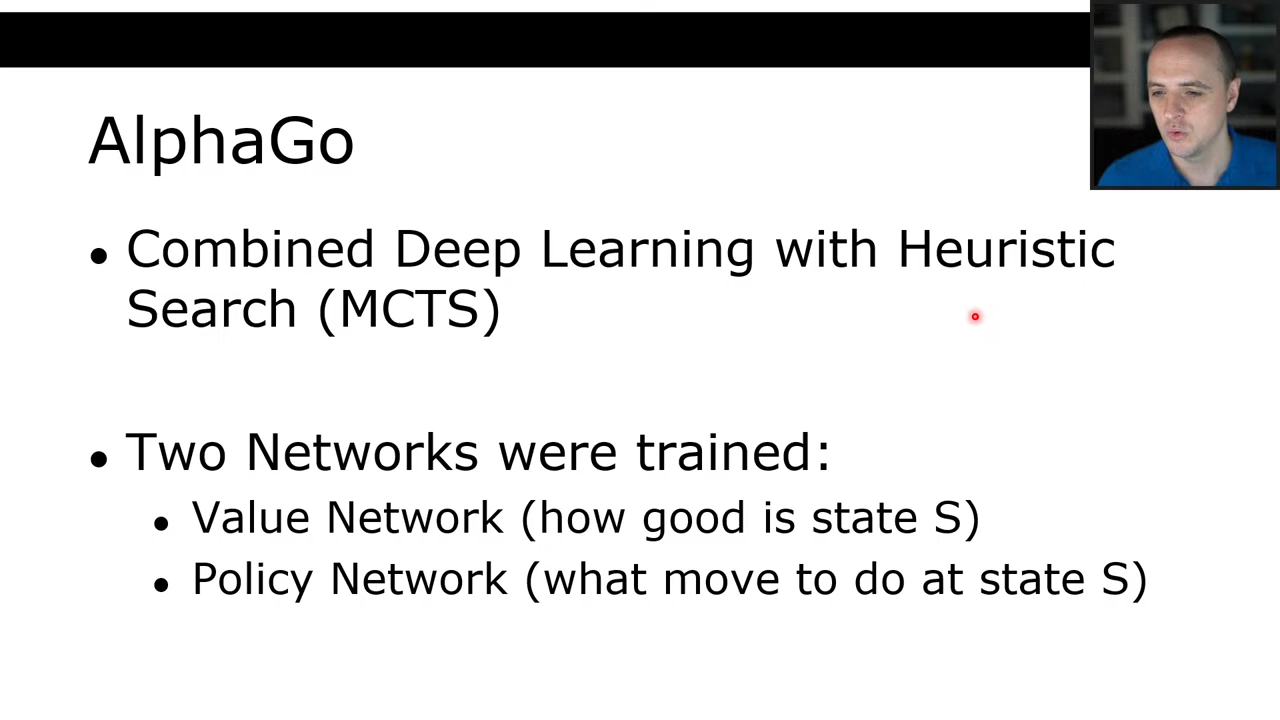 AlphaGo
• Combined Deep Learning with Heuristic
Search (MCTS)
• Two Networks were trained:
• Value Network (how good is state S)
• Policy Network (what move to do at state S)